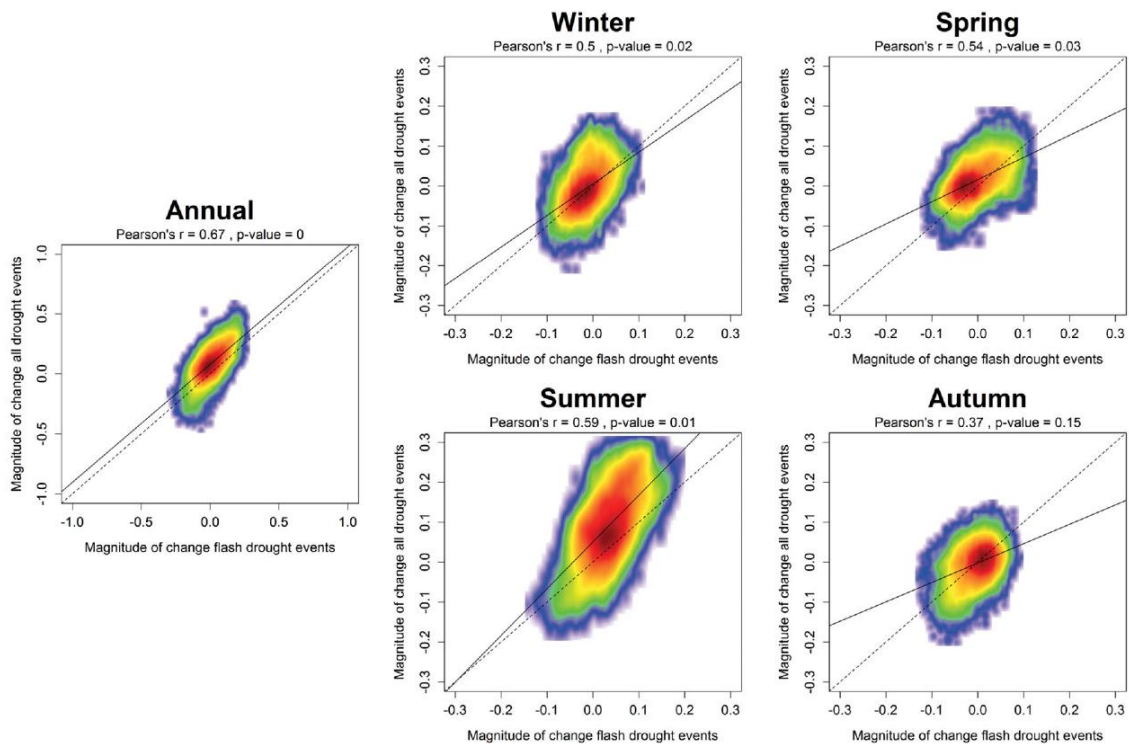 Annual
Pearson's r = 0.67 , p-value = 0
Magnitude of change all drought events
1.0
0.5
0.0
-0.5
-1.0
-1.0 -0.5 0.0 0.5 1.0
Magnitude of change flash drought events
Winter
Pearson's r = 0.5 , p-value = 0.02
Magnitude of change all drought events
0.3
0.2
0.1
0.0
-0.1
-0.2
-0.3
-0.3 -0.2 -0.1 0.0 0.1 0.2 0.3
Magnitude of change flash drought events
Spring
Pearson's r = 0.54 , p-value = 0.03
Magnitude of change all drought events
0.3
0.2
0.1
0.0
-0.1
-0.2
-0.3
-0.3 -0.2 -0.1 0.0 0.1 0.2 0.3
Magnitude of change flash drought events
Summer
Pearson's r = 0.59 , p-value = 0.01
Magnitude of change all drought events
0.3
0.2
0.1
0.0
-0.1
-0.2
-0.3
-0.3 -0.2 -0.1 0.0 0.1 0.2 0.3
Magnitude of change flash drought events
Autumn
Pearson's r = 0.37 , p-value = 0.15
Magnitude of change all drought events
0.3
0.2
0.1
0.0
-0.1
-0.2
-0.3
-0.3 -0.2 -0.1 0.0 0.1 0.2 0.3
Magnitude of change flash drought events